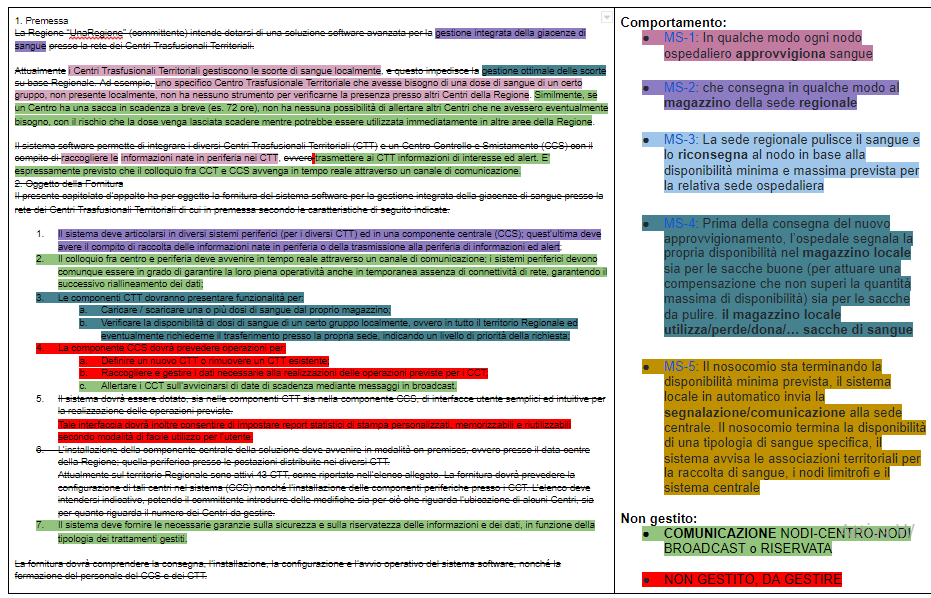 1. Premessa
La Regione "UnaRegione" (committente) intende dotarsi di una soluzione software avanzata per la gestione integrata della giacenze di
sangue presso la rete dei Centri Trasfusionali Territoriali.
Attualmente i Centri Trasfusionali Territoriali gestiscono le scorte di sangue localmente, e questo impedisce la gestione ottimale delle scorte
su base Regionale. Ad esempio, uno specifico Centro Trasfusionale Territoriale che avesse bisogno di una dose di sangue di un certo
gruppo, non presente localmente, non ha nessuno strumento per verificarne la presenza presso altri Centri della Regione. Similmente, se
un Centro ha una sacca in scadenza a breve (es. 72 ore), non ha nessuna possibilità di allertare altri Centri che ne avessero eventualmente
bisogno, con il rischio che la dose venga lasciata scadere mentre potrebbe essere utilizzata immediatamente in altre aree della Regione.
Il sistema software permette di integrare i diversi Centri Trasfusionali Territoriali (CTT) e un Centro Controllo e Smistamento (CCS) con il
compito di raccogliere le informazioni nate in periferia nei CTT, ovvero trasmettere ai CTT informazioni di interesse ed alert. E'
espressamente previsto che il colloquio fra CCT e CCS avvenga in tempo reale attraverso un canale di comunicazione.
2. Oggetto della Fornitura
Il presente capitolato d'appalto ha per oggetto la fornitura del sistema software per la gestione integrata della giacenze di sangue presso la
rete dei Centri Trasfusionali Territoriali di cui in premessa secondo le caratteristiche di seguito indicate.
1. Il sistema deve articolarsi in diversi sistemi periferici (per i diversi CTT) ed in una componente centrale (CCS); quest'ultima deve
avere il compito di raccolta delle informazioni nate in periferia o della trasmissione alla periferia di informazioni ed alert;
2. Il colloquio fra centro e periferia deve avvenire in tempo reale attraverso un canale di comunicazione; i sistemi periferici devono
comunque essere in grado di garantire la loro piena operatività anche in temporanea assenza di connettività di rete, garantendo il
successivo riallineamento dei dati;
3. Le componenti CTT dovranno presentare funzionalità per:
a. Caricare / scaricare una o più dosi di sangue dal proprio magazzino;
b. Verificare la disponibilità di dosi di sangue di un certo gruppo localmente, ovvero in tutto il territorio Regionale ed
eventualmente richiederne il trasferimento presso la propria sede, indicando un livello di priorità della richiesta;
4. La componente CCS dovrà prevedere operazioni per:
a. Definire un nuovo CTT o rimuovere un CTT esistente;
b. Raccogliere e gestire i dati necessarie alla realizzazioni delle operazioni previste per i CCT;
c. Allertare i CCT sull'avvicinarsi di date di scadenza mediante messaggi in broadcast.
5. Il sistema dovrà essere dotato, sia nelle componenti CTT sia nella componente CCS, di interfacce utente semplici ed intuitive per
la realizzazione delle operazioni previste.
Tale interfaccia dovrà inoltre consentire di impostare report statistici di stampa personalizzati, memorizzabili e riutilizzabili
secondo modalità di facile utilizzo per l'utente.
6. L'installazione della componente centrale della soluzione deve avvenire in modalità on premises, ovvero presso il data centre
della Regione; quella periferica presso le postazioni distribuite nei diversi CTT.
Attualmente sul territorio Regionale sono attivi 43 CTT, come riportato nell'elenco allegato. La fornitura dovrà prevedere la
configurazione di tali centri nel sistema (CCS) nonché l'installazione delle componenti periferiche presso i CCT. L'elenco deve
intendersi indicativo, potendo il committente introdurre delle modifiche sia per ciò che riguarda l'ubicazione di alcuni Centri, sia
per quanto riguarda il numero dei Centri da gestire.
7. Il sistema deve fornire le necessarie garanzie sulla sicurezza e sulla riservatezza delle informazioni e dei dati, in funzione della
tipologia dei trattamenti gestiti.
La fornitura dovrà comprendere la consegna, l'installazione, la configurazione e l'avvio operativo del sistema software, nonché la
formazione del personale del CCS e dei CTT.
Comportamento:
● MS-1: In qualche modo ogni nodo
ospedaliero approvvigiona sangue
● MS-2: che consegna in qualche modo al
magazzino della sede regionale
● MS-3: La sede regionale pulisce il sangue e
lo riconsegna al nodo in base alla
disponibilità minima e massima prevista per
la relativa sede ospedaliera
● MS-4: Prima della consegna del nuovo
approvvigionamento, l'ospedale segnala la
propria disponibilità nel magazzino locale
sia per le sacche buone (per attuare una
compensazione che non superi la quantità
massima di disponibilità) sia per le sacche
da pulire. il magazzino locale
utilizza/perde/dona/... sacche di sangue
● MS-5: Il nosocomio sta terminando la
disponibilità minima prevista, il sistema
locale in automatico invia la
segnalazione/comunicazione alla sede
centrale. Il nosocomio termina la disponibilità
di una tipologia di sangue specifica, il
sistema avvisa le associazioni territoriali per
la raccolta di sangue, i nodi limitrofi e il
sistema centrale
Non gestito:
● COMUNICAZIONE NODI-CENTRO-NODI
BROADCAST o RISERVATA
● NON GESTITO, DA GESTIRE